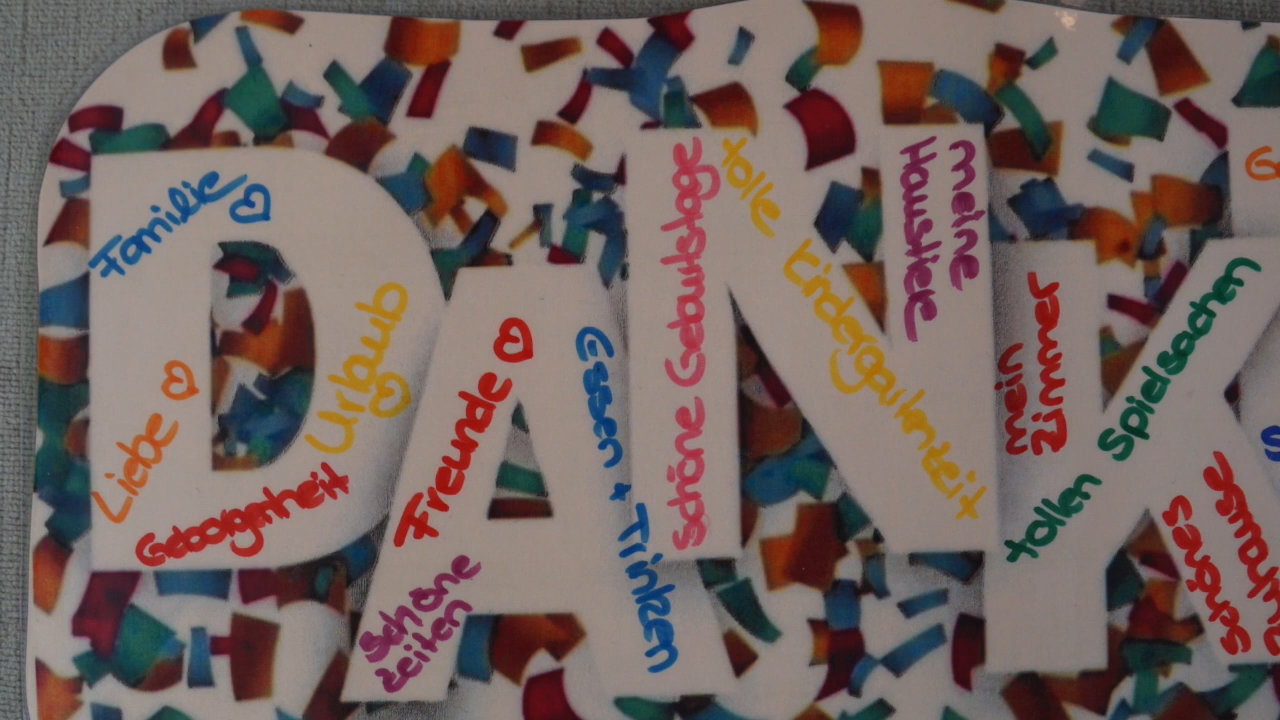 DANK
Familie
Liebe
Geborgenheit
Urlaub
Freunde
schöne
zeiten
Essen + Trinken
schöne Geburtstage
tolle Kindergartenzeit
meine
Haustiere
mein
Zimmer
tollen Spielsachen
schönes
G
S